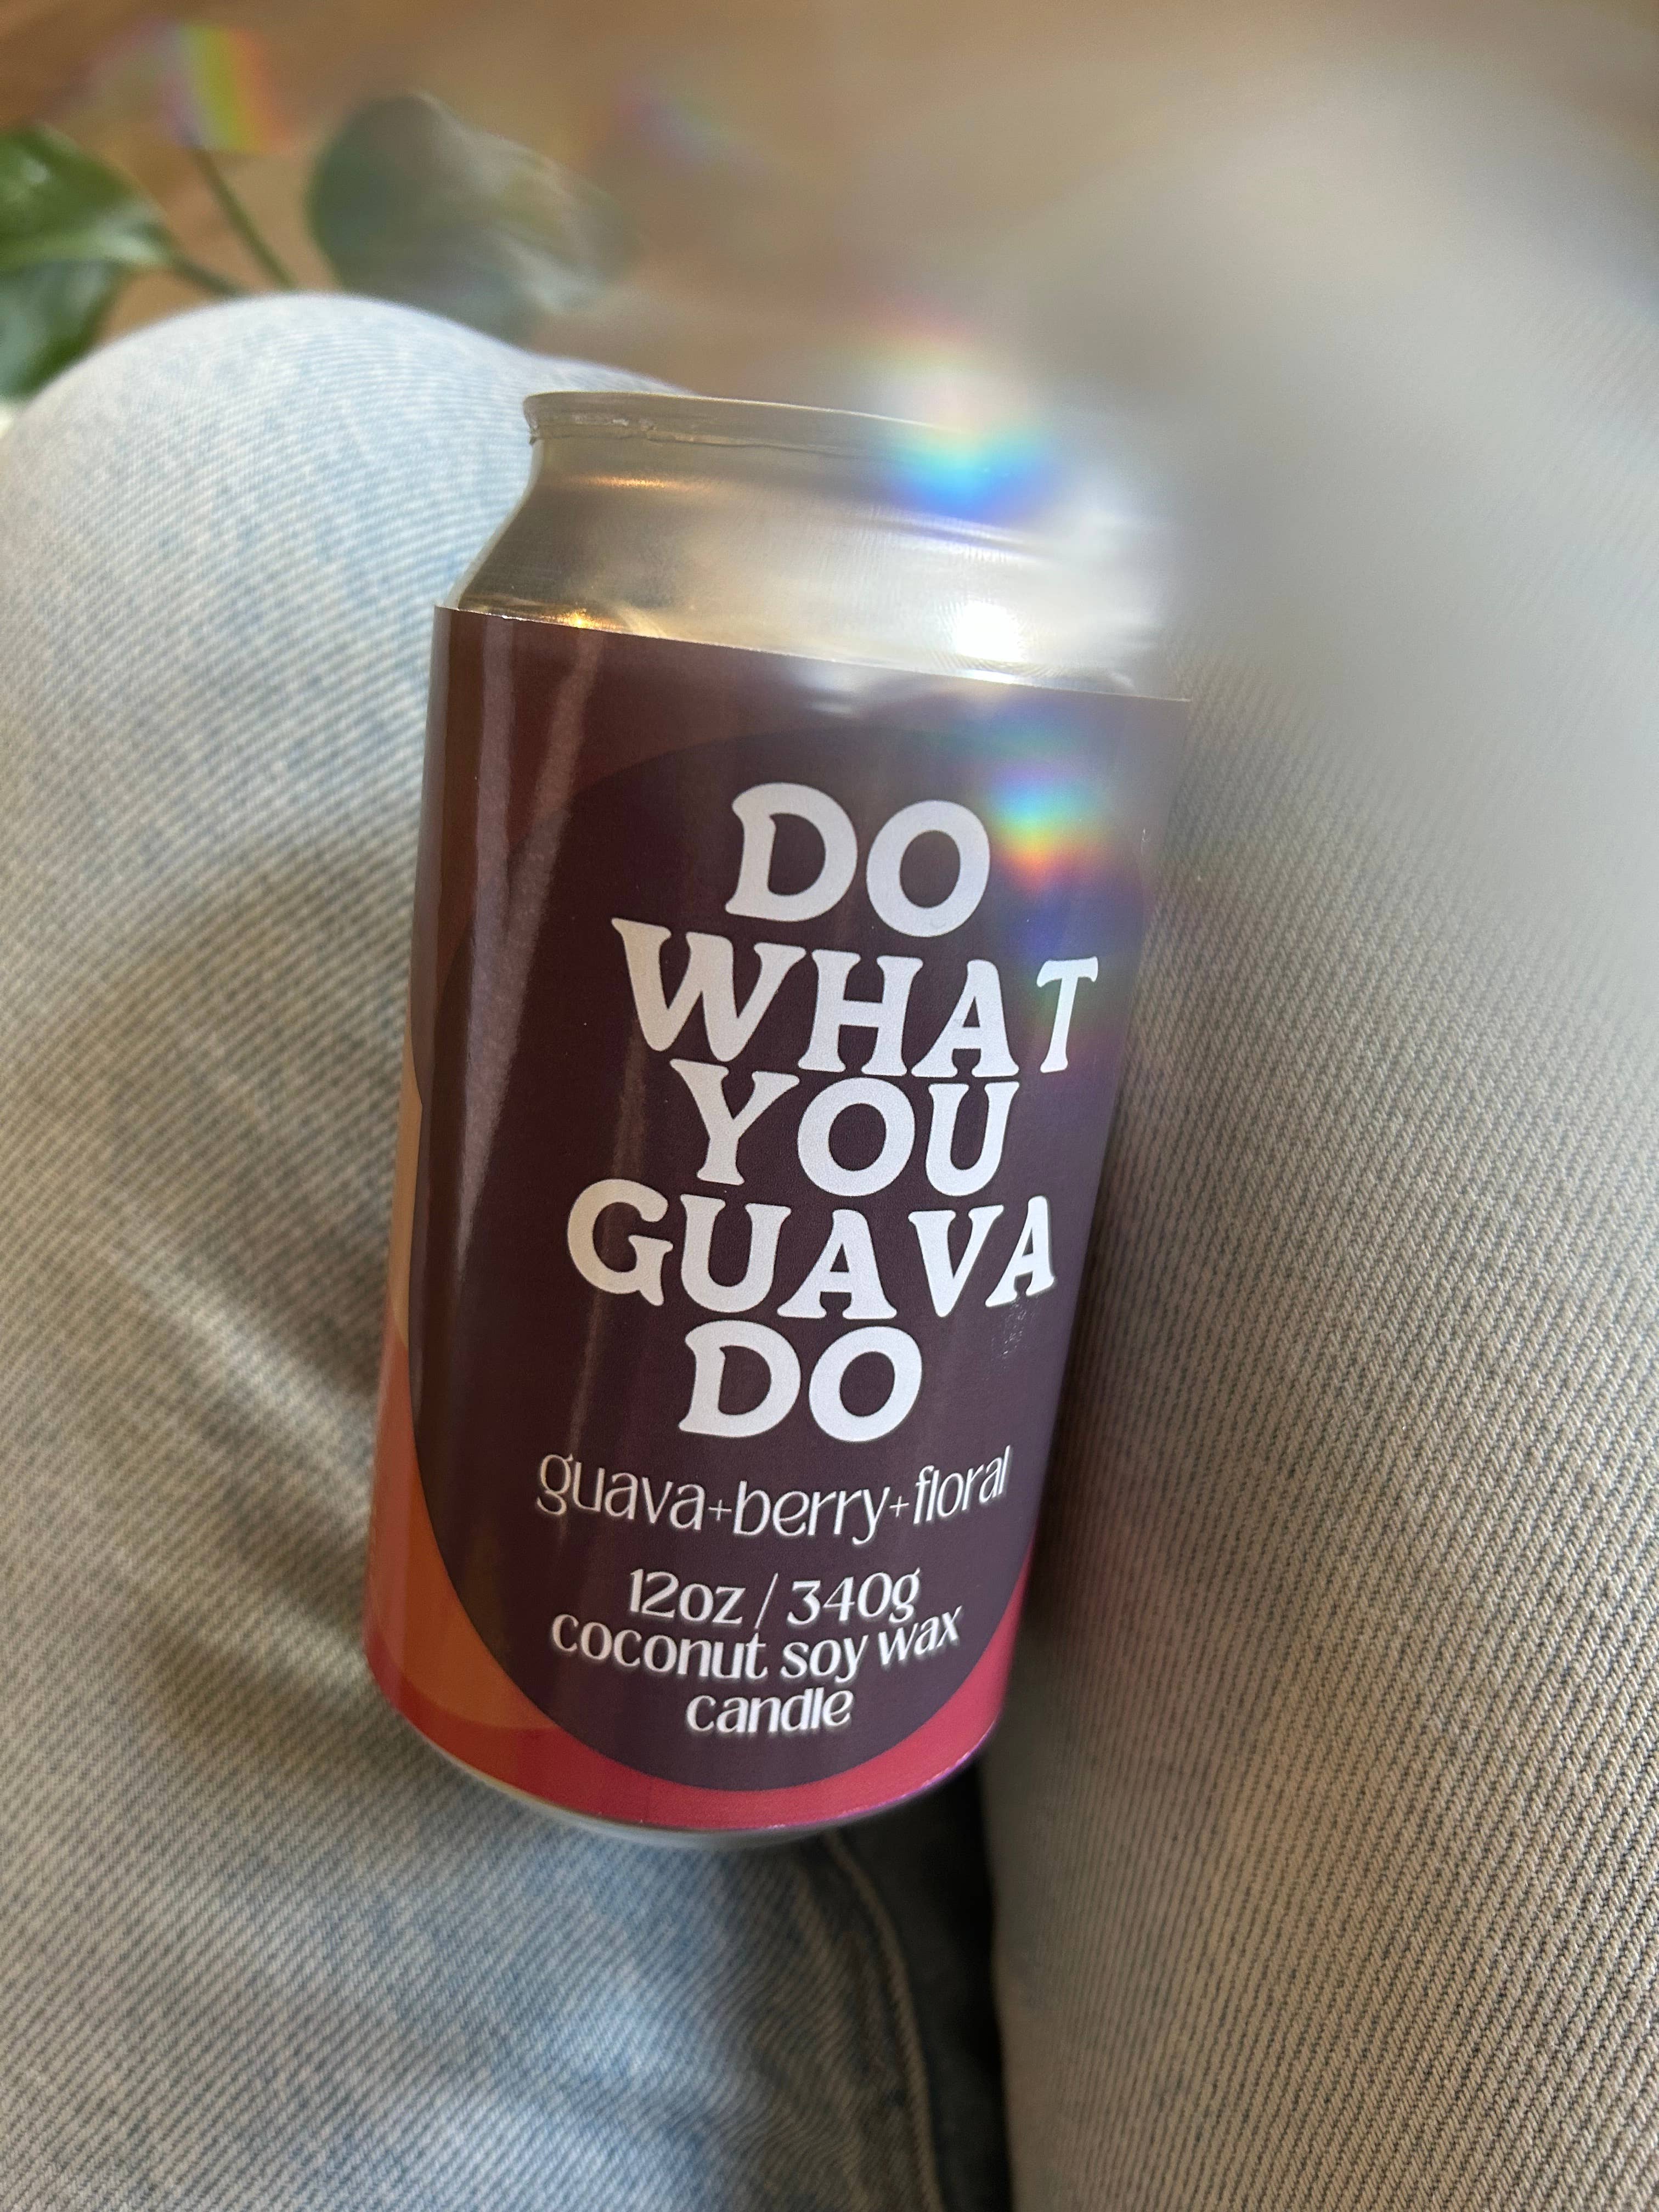 DO
WHAT
YOU
GUAVA
DO
guava+berry+floral
12oz / 340g
coconut soy wax
candle